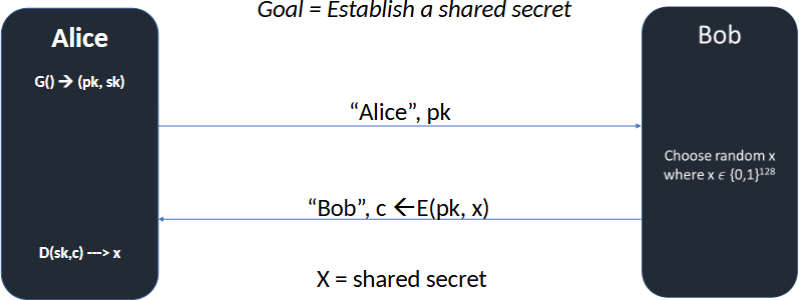 Goal = Establish a shared secret
Alice
Bob
G() → (pk, sk)
“Alice”, pk
Choose random x
where x ϵ {0,1}¹²⁸
“Bob”, c ←E(pk, x)
D(sk,c) ---> x
X = shared secret